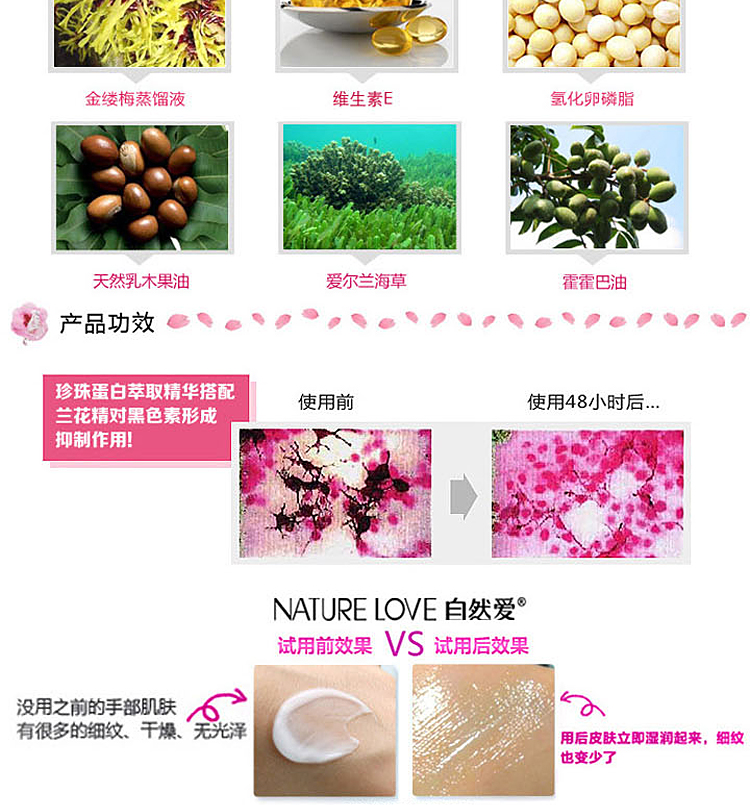 金缕梅蒸馏液
维生素E
氢化卵磷脂
天然乳木果油
爱尔兰海草
霍霍巴油
产品功效
珍珠蛋白萃取精华搭配
兰花精对黑色素形成
抑制作用!
使用前
使用48小时后...
NATURE LOVE 自然爱®
试用前效果 VS 试用后效果
没用之前的手部肌肤
有很多的细纹、干燥、无光泽
用后皮肤立即湿润起来，细纹
也变少了